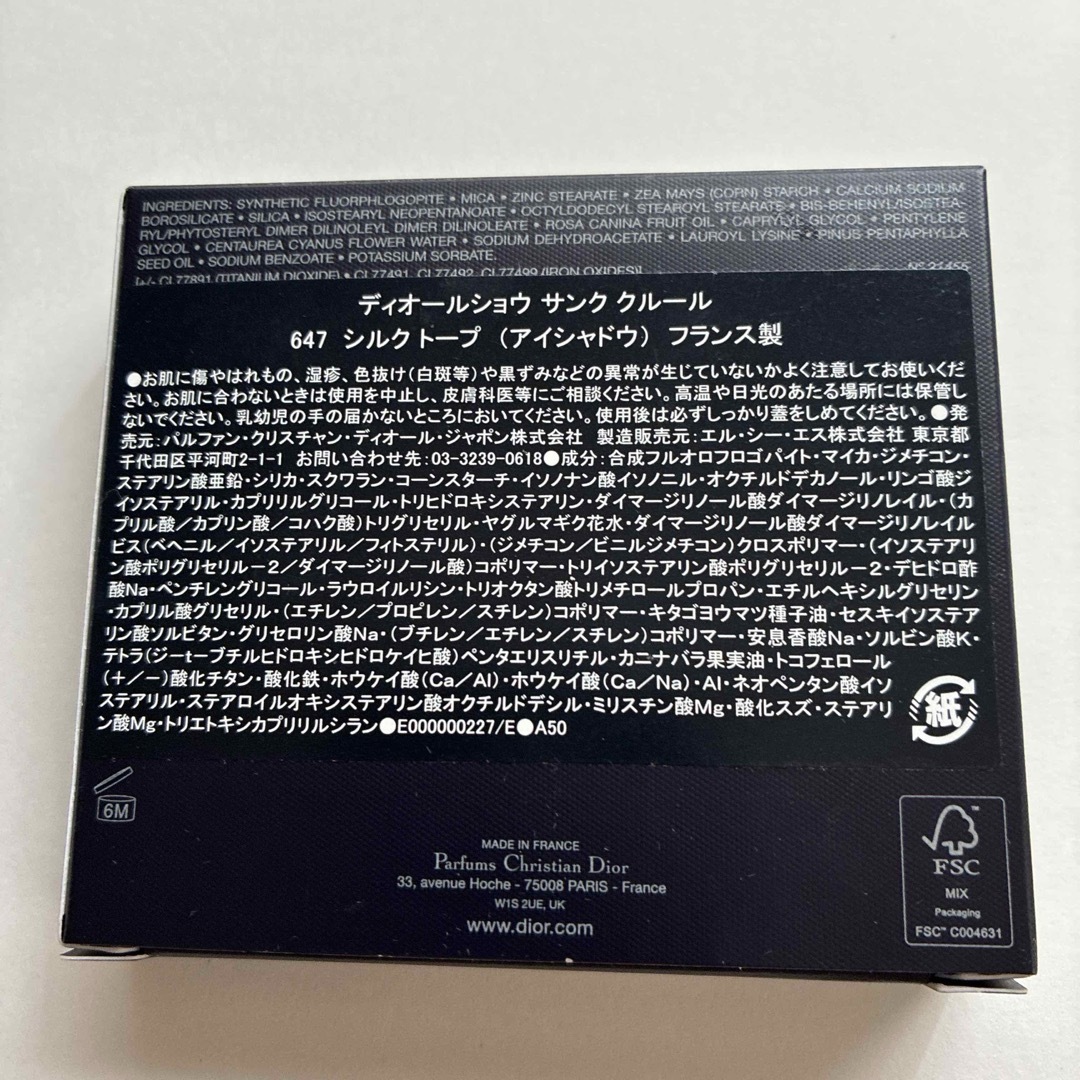 INGREDIENTS: SYNTHETIC FLUORPHLOGOPITE • MICA • ZINC STEARATE • ZEA MAYS (CORN) STARCH • CALCIUM SODIUM
BOROSILICATE • SILICA • ISOSTEARYL NEOPENTANOATE • OCTYLDODECYL STEAROYL STEARATE • BIS-BEHENYL/ISOSTEA-
RYL/PHYTOSTERYL DIMER DILINOLEYL DIMER DILINOLEATE • ROSA CANINA FRUIT OIL • CAPRYLYL GLYCOL • PENTYLENE
GLYCOL • CENTAUREA CYANUS FLOWER WATER • SODIUM DEHYDROACETATE • LAUROYL LYSINE • PINUS PENTAPHYLLA
SEED OIL • SODIUM BENZOATE • POTASSIUM SORBATE.
[+/- CI 77891 (TITANIUM DIOXIDE) • CI 77491, CI 77492, CI 77499 (IRON OXIDES)]
ディオールショウ サンク クルール
647 シルク トープ (アイシャドウ) フランス製
●お肌に傷やはれもの、湿疹、色抜け(白斑等)や黒ずみなどの異常が生じていないかよく注意してお使いくだ
さい。お肌に合わないときは使用を中止し、皮膚科医等にご相談ください。高温や日光のあたる場所には保管し
ないでください。乳幼児の手の届かないところにおいてください。使用後は必ずしっかり蓋をしめてください。●発
売元:パルファン・クリスチャン・ディオール・ジャポン株式会社 製造販売元:エル・シー・エス株式会社 東京都
千代田区平河町2-1-1 お問い合わせ先:03-3239-0618●成分:合成フルオロフロゴパイト・マイカ・ジメチコン・
ステアリン酸亜鉛・シリカ・スクワラン・コーンスターチ・イソノナン酸イソノニル・オクチルドデカノール・リンゴ酸ジ
イソステアリル・カプリリルグリコール・トリヒドロキシステアリン・ダイマージリノール酸ダイマージリノレイル・(カ
プリル酸/カプリン酸/コハク酸)トリグリセリル・ヤグルマギク花水・ダイマージリノール酸ダイマージリノレイル
ビス(ベヘニル/イソステアリル/フィトステリル)・(ジメチコン/ビニルジメチコン)クロスポリマー・(イソステアリ
ン酸ポリグリセリル-2/ダイマージリノール酸)コポリマー・トリイソステアリン酸ポリグリセリル-2・デヒドロ酢
酸Na・ペンチレングリコール・ラウロイルリシン・トリオクタン酸トリメチロールプロパン・エチルヘキシルグリセリン
・カプリル酸グリセリル・(エチレン/プロピレン/スチレン)コポリマー・キタゴヨウマツ種子油・セスキイソステア
リン酸ソルビタン・グリセロリン酸Na・(ブチレン/エチレン/スチレン)コポリマー・安息香酸Na・ソルビン酸K・
テトラ(ジーtーブチルヒドロキシヒドロケイヒ酸)ペンタエリスリチル・カニナバラ果実油・トコフェロール
(+/-)酸化チタン・酸化鉄・ホウケイ酸(Ca/Al)・ホウケイ酸(Ca/Na)・Al・ネオペンタン酸イソ
ステアリル・ステアロイルオキシステアリン酸オクチルドデシル・ミリスチン酸Mg・酸化スズ・ステアリ
ン酸Mg・トリエトキシカプリリルシラン●E000000227/E●A50
紙
6M
MADE IN FRANCE
Parfums Christian Dior
33, avenue Hoche - 75008 PARIS - France
W1S 2UE, UK
www.dior.com
FSC
MIX
Packaging
FSC™ C004631